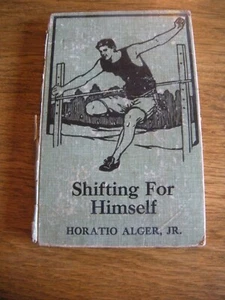 Shifting For
Himself
HORATIO ALGER, JR.